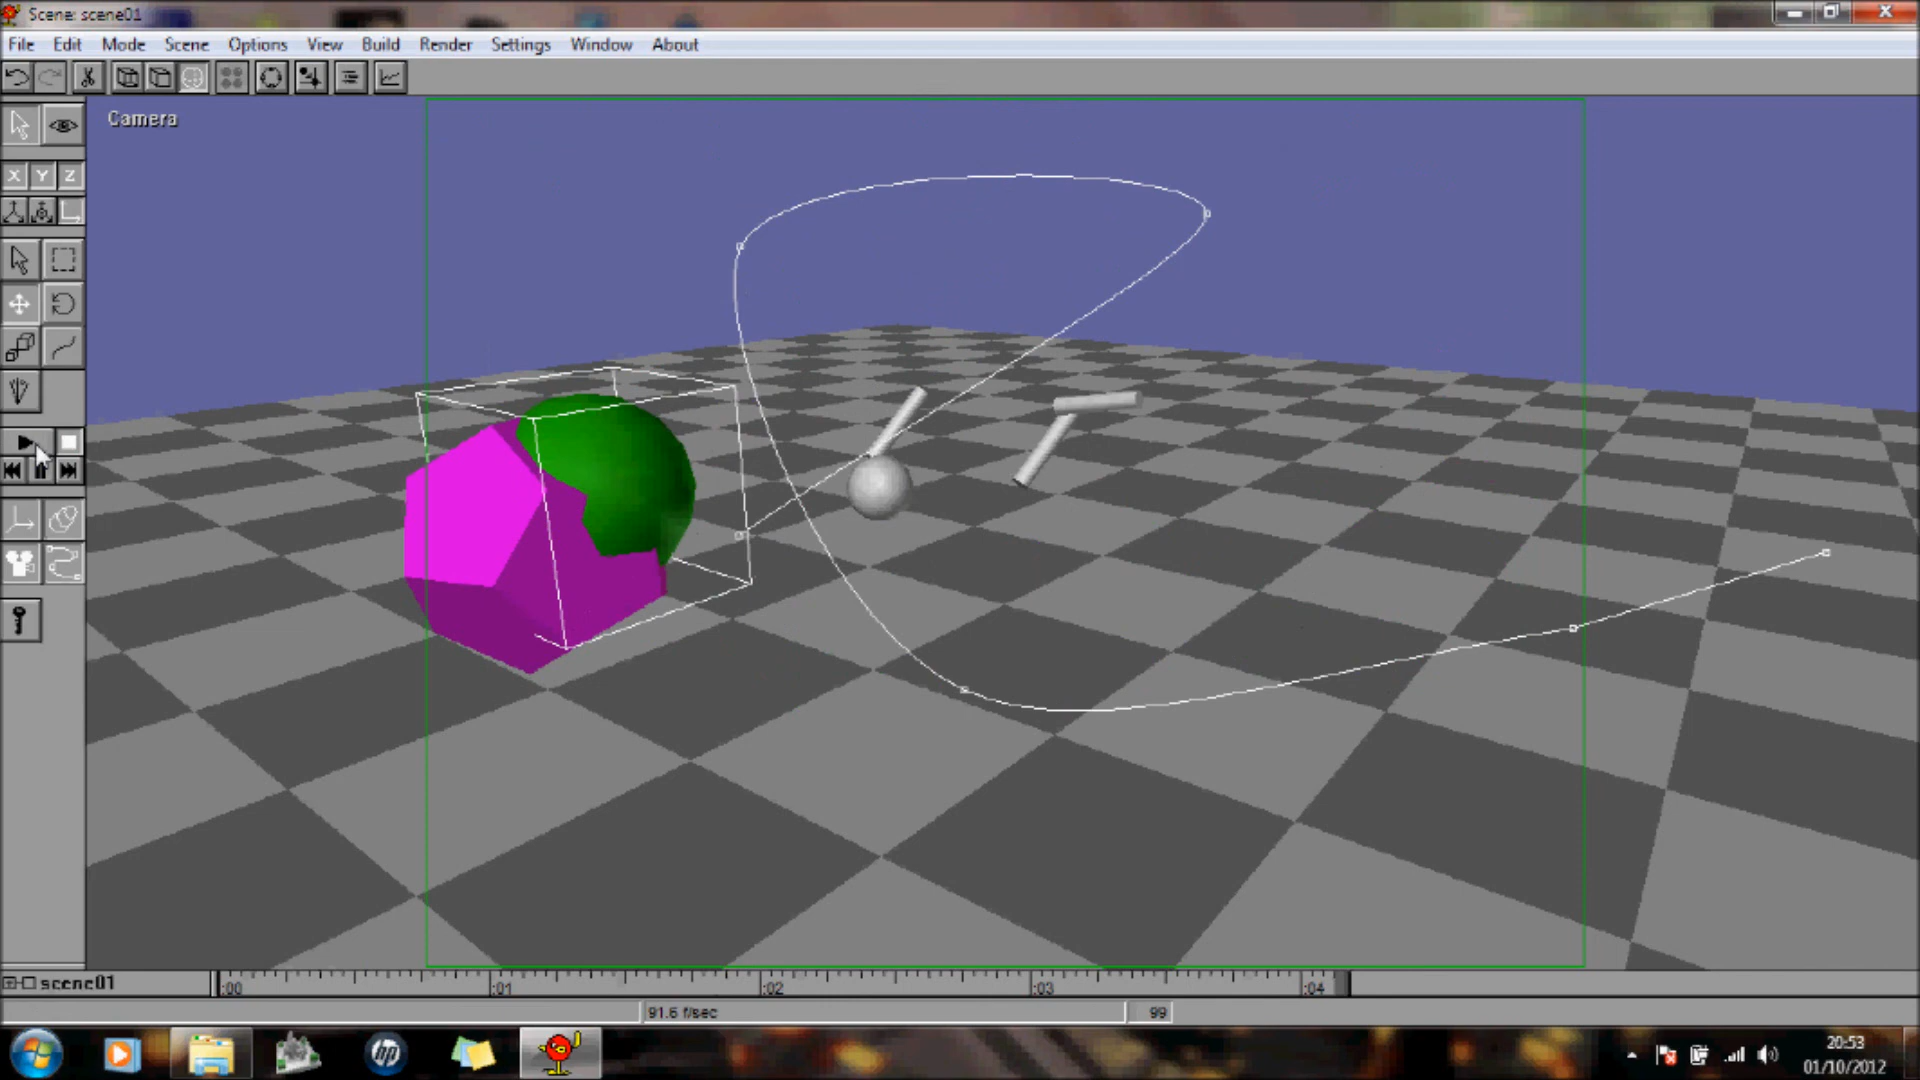 Scene: scene01
File Edit Mode Scene Options View Build Render Settings Window About
Camera
X Y Z
scene01
:00 :01 :02 :03 :04
91.6 f/sec 99
hp
20:53
01/10/2012